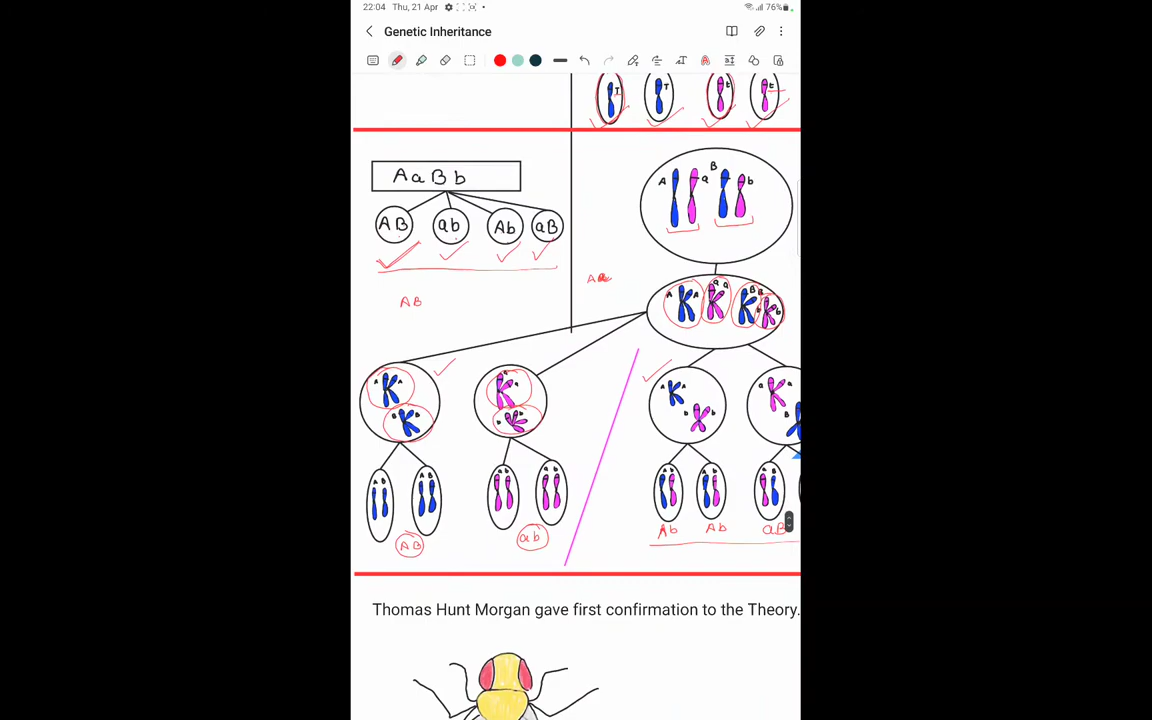 22:04 Thu, 21 Apr 76%
Genetic Inheritance
T T t t
AaBb
AB ab Ab aB
AB
A a B b
A A a a B B b b
A A B B
a a b b
A A b b
a a B
A B A B
a b a b
A b A b
a B
AB
ab
Ab Ab aB
Thomas Hunt Morgan gave first confirmation to the Theory.